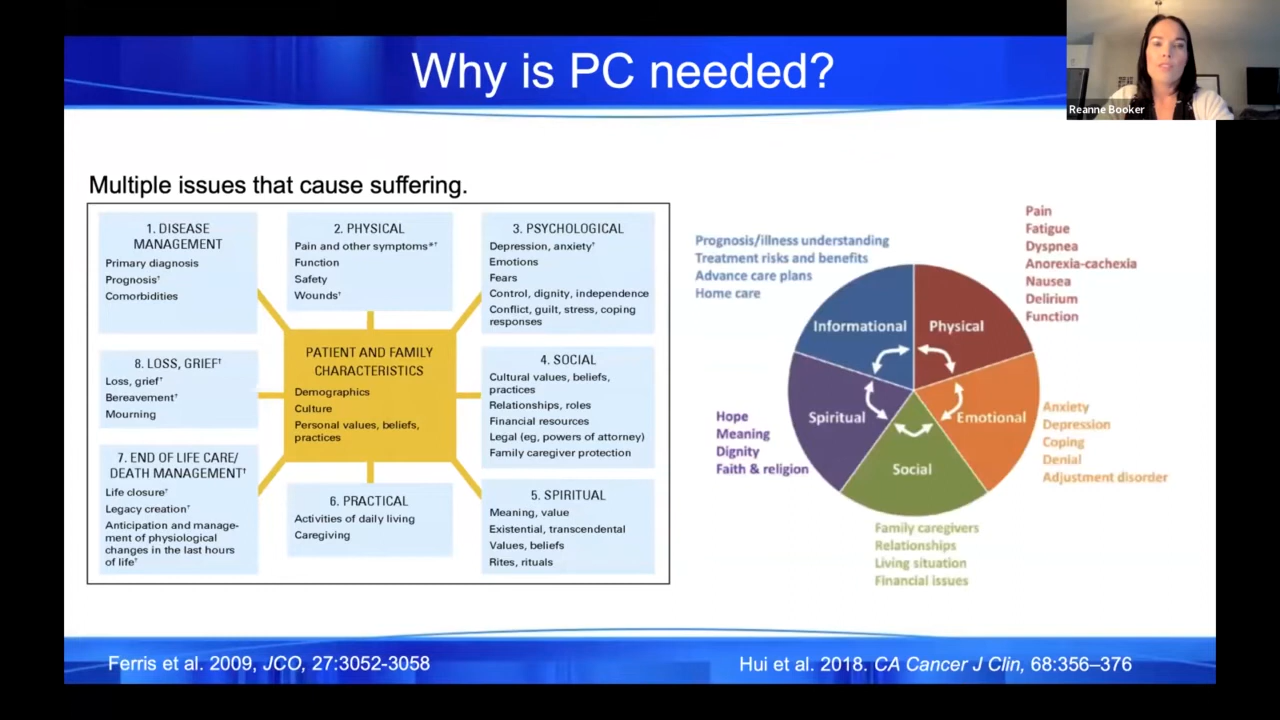 Why is PC needed?
Reanne Booker
Multiple issues that cause suffering.
1. DISEASE
MANAGEMENT
Primary diagnosis
Prognosis†
Comorbidities
2. PHYSICAL
Pain and other symptoms*†
Function
Safety
Wounds†
3. PSYCHOLOGICAL
Depression, anxiety†
Emotions
Fears
Control, dignity, independence
Conflict, guilt, stress, coping
responses
8. LOSS, GRIEF†
Loss, grief†
Bereavement†
Mourning
PATIENT AND FAMILY
CHARACTERISTICS
Demographics
Culture
Personal values, beliefs,
practices
4. SOCIAL
Cultural values, beliefs,
practices
Relationships, roles
Financial resources
Legal (eg, powers of attorney)
Family caregiver protection
7. END OF LIFE CARE/
DEATH MANAGEMENT†
Life closure†
Legacy creation†
Anticipation and manage-
ment of physiological
changes in the last hours
of life†
6. PRACTICAL
Activities of daily living
Caregiving
5. SPIRITUAL
Meaning, value
Existential, transcendental
Values, beliefs
Rites, rituals
Prognosis/illness understanding
Treatment risks and benefits
Advance care plans
Home care
Pain
Fatigue
Dyspnea
Anorexia-cachexia
Nausea
Delirium
Function
Informational
Physical
Spiritual
Emotional
Social
Hope
Meaning
Dignity
Faith & religion
Anxiety
Depression
Coping
Denial
Adjustment disorder
Family caregivers
Relationships
Living situation
Financial issues
Ferris et al. 2009, JCO, 27:3052-3058
Hui et al. 2018. CA Cancer J Clin, 68:356–376